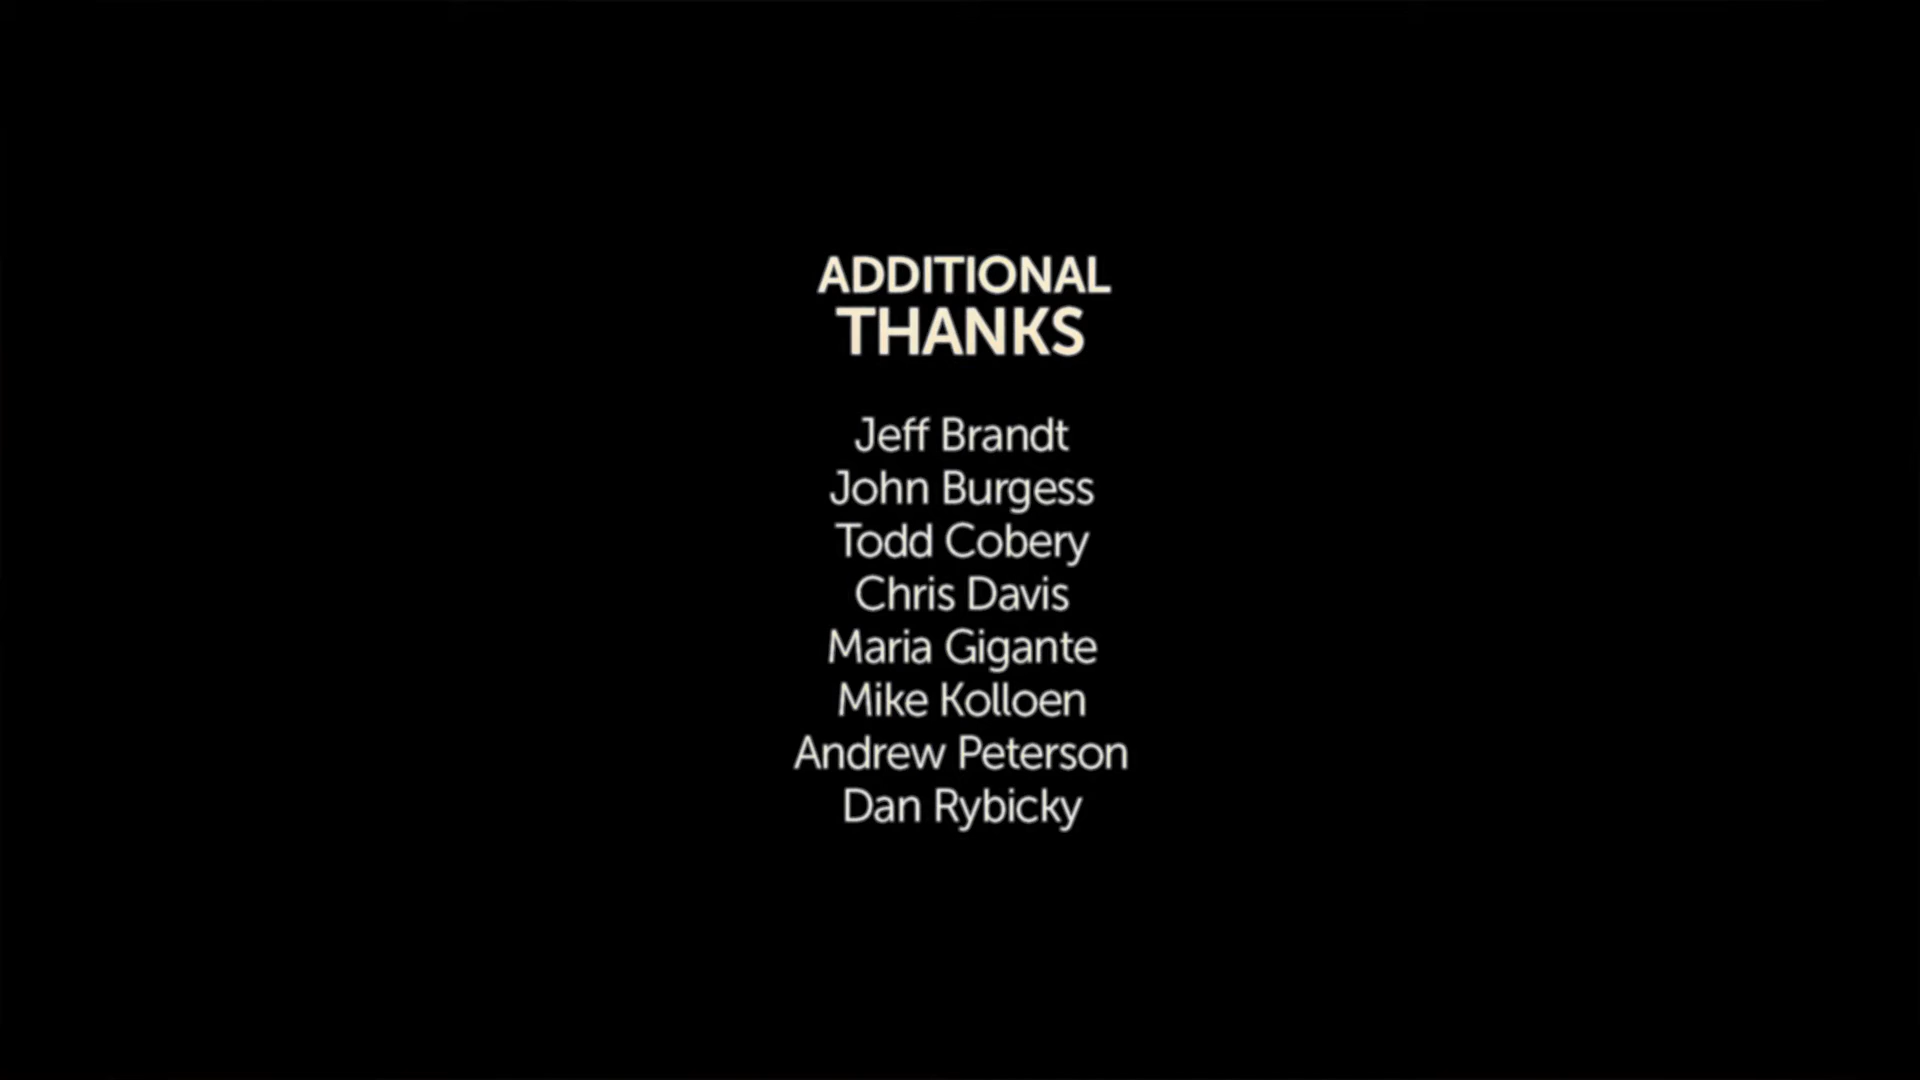 ADDITIONAL
THANKS
Jeff Brandt
John Burgess
Todd Cobery
Chris Davis
Maria Gigante
Mike Kolloen
Andrew Peterson
Dan Rybicky